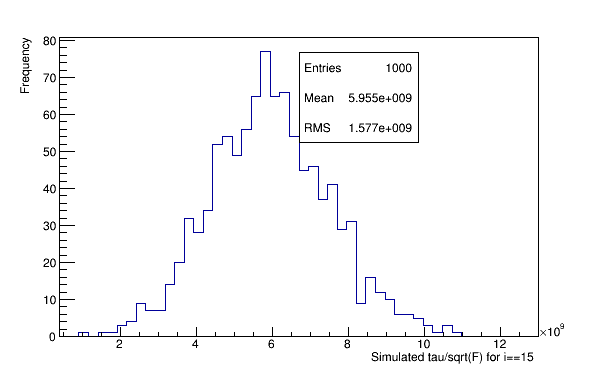 Frequency
80
70
60
50
40
30
20
10
0
Entries 1000
Mean 5.955e+009
RMS 1.577e+009
2 4 6 8 10 12 ×10⁹
Simulated tau/sqrt(F) for i==15